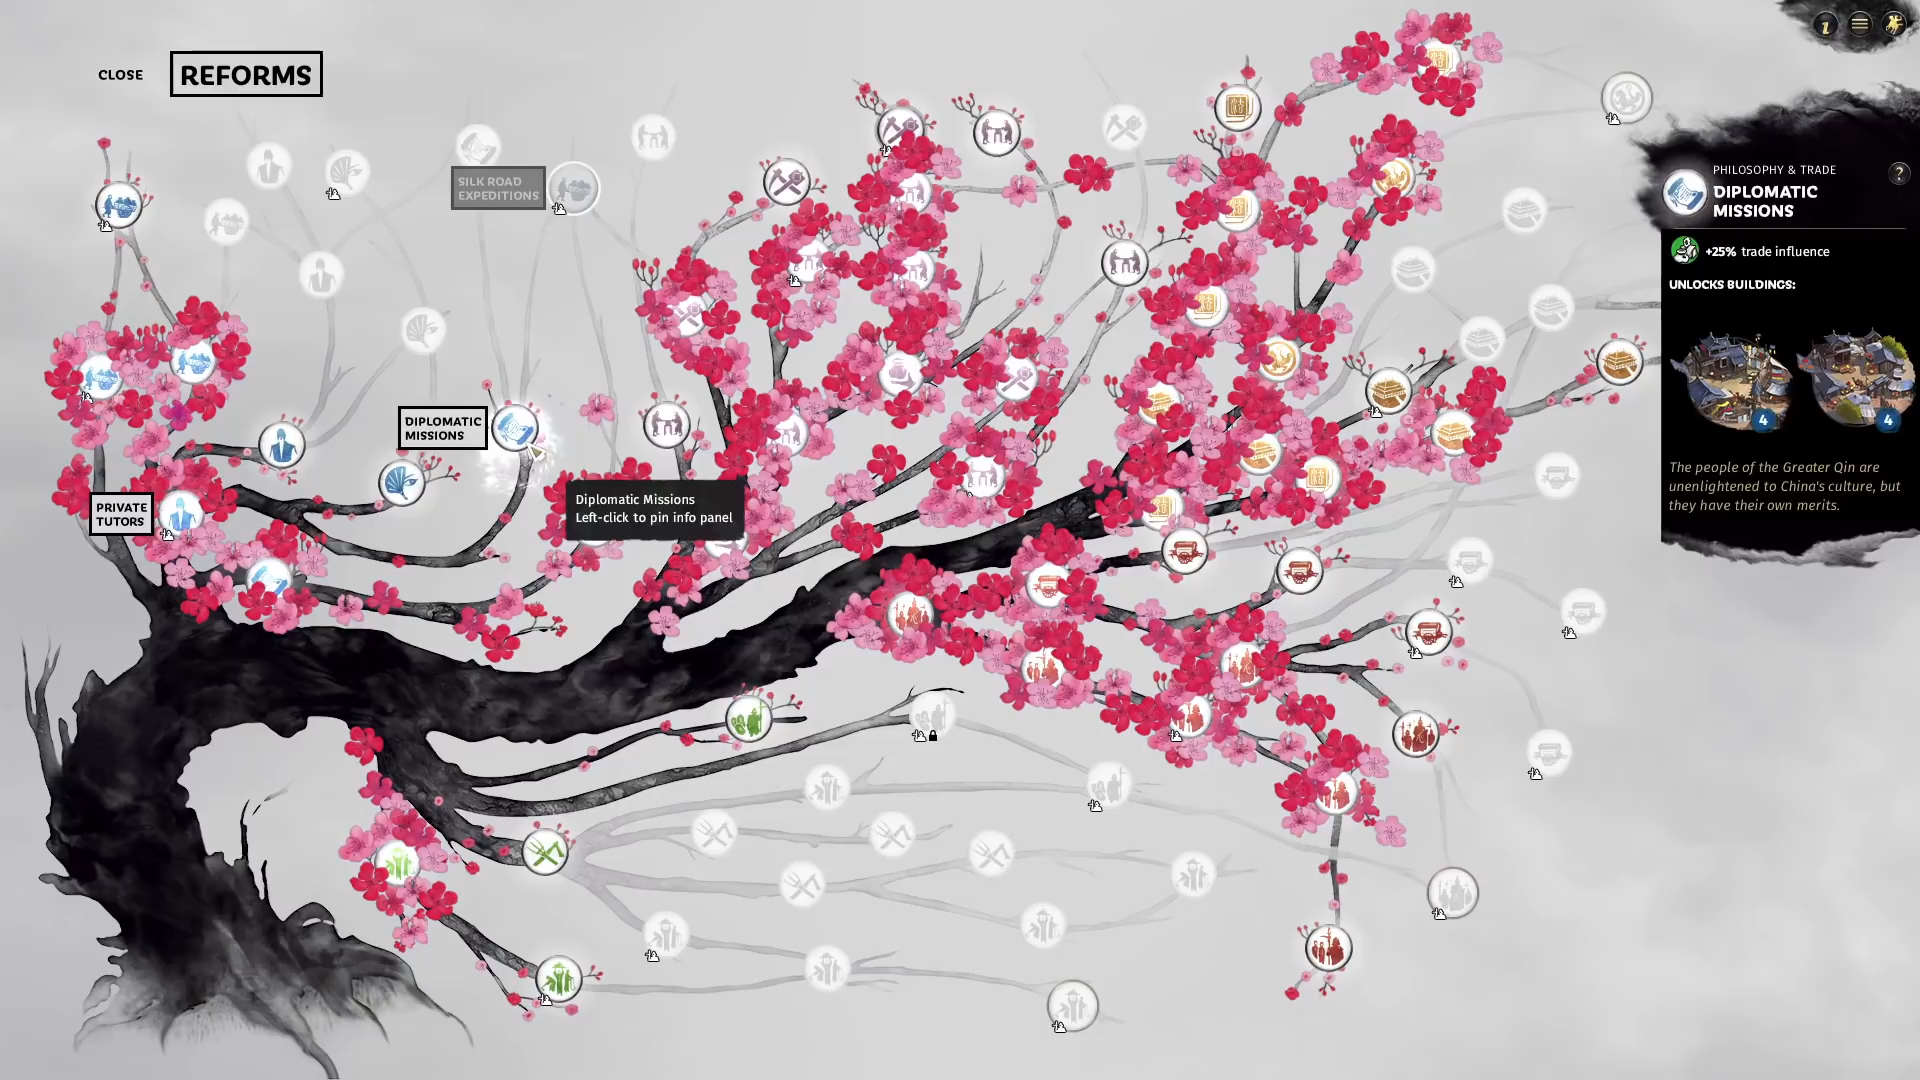 CLOSE
REFORMS
SILK ROAD
EXPEDITIONS
DIPLOMATIC
MISSIONS
PRIVATE
TUTORS
Diplomatic Missions
Left-click to pin info panel
PHILOSOPHY & TRADE
DIPLOMATIC
MISSIONS
?
+25% trade influence
UNLOCKS BUILDINGS:
4
4
The people of the Greater Qin are
unenlightened to China's culture, but
they have their own merits.